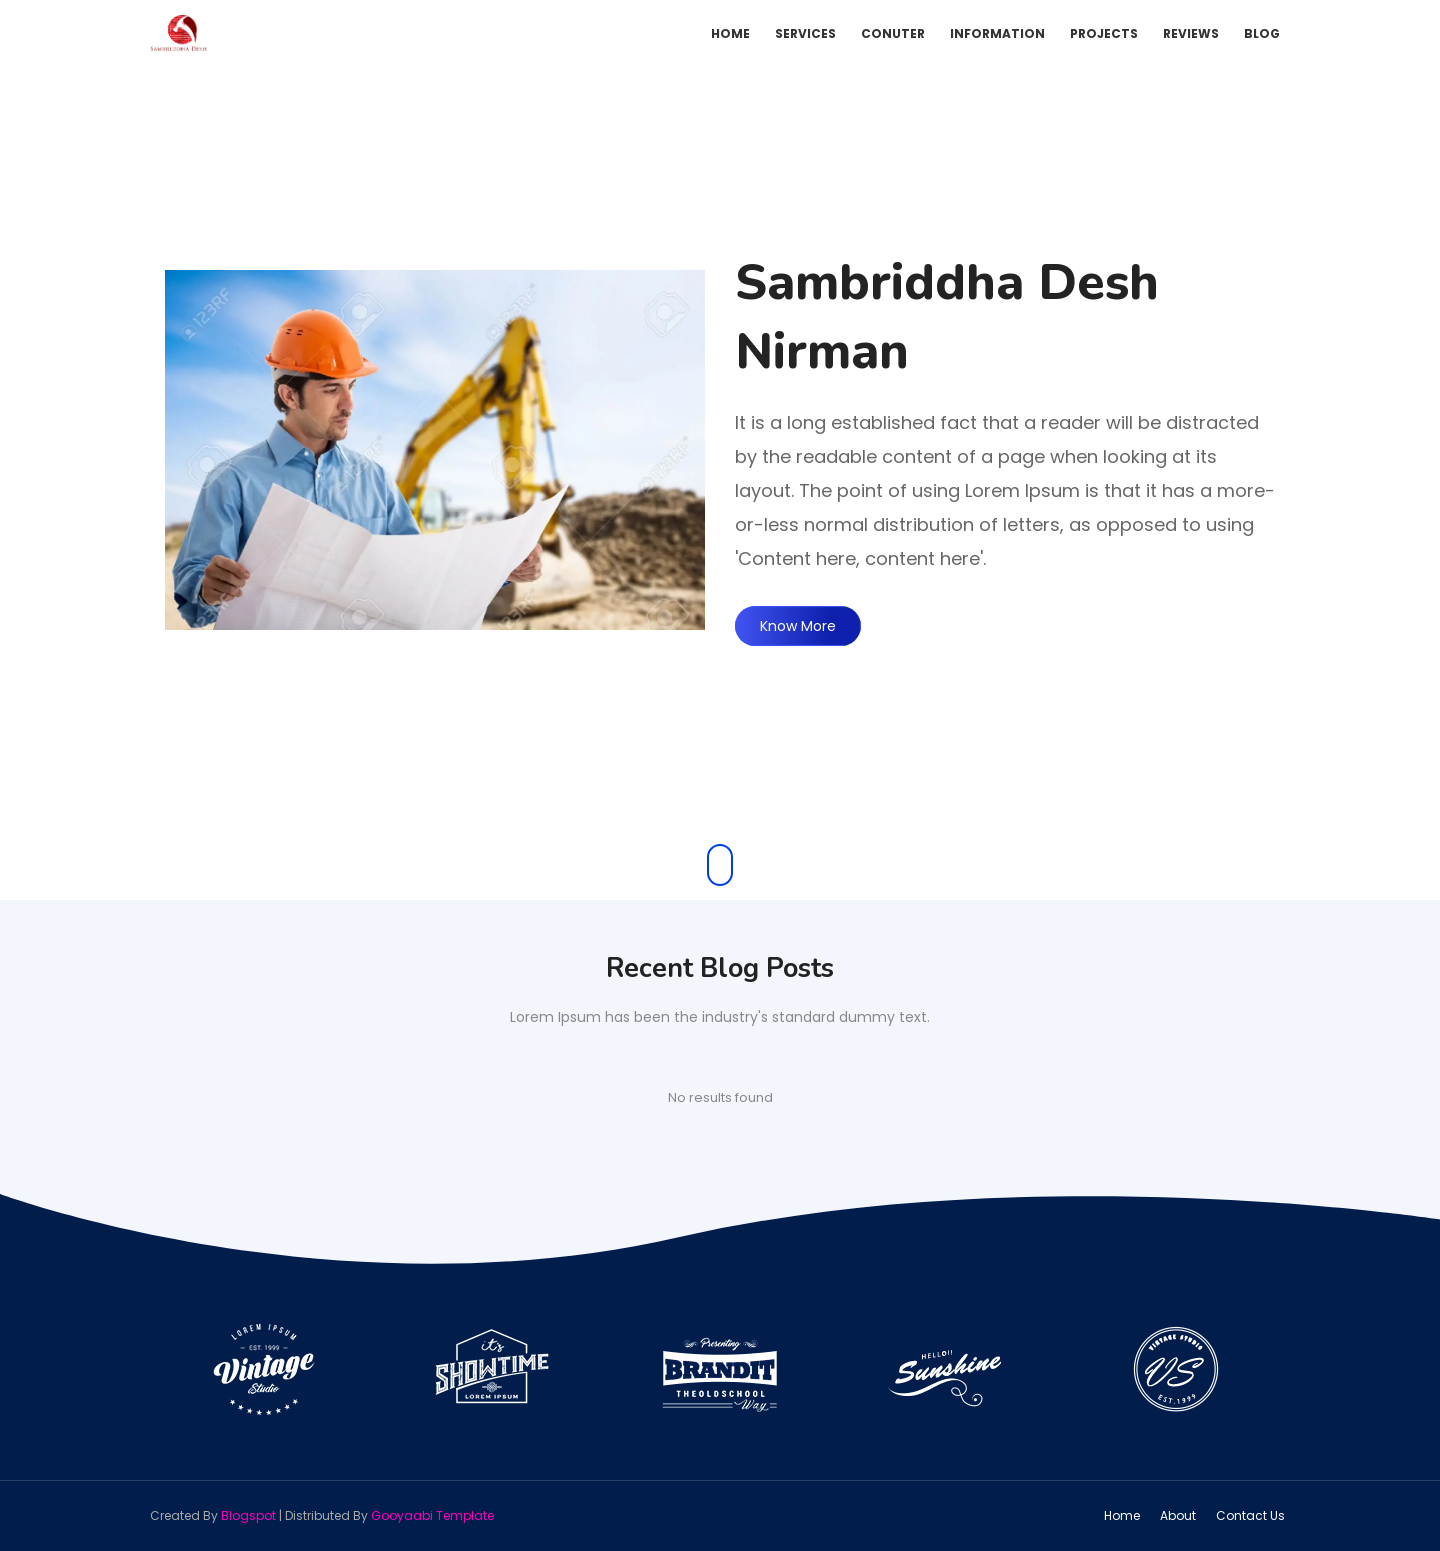 SAMBRIDDHA DESH
HOME SERVICES CONUTER INFORMATION PROJECTS REVIEWS BLOG
Sambriddha Desh
Nirman
123RF
It is a long established fact that a reader will be distracted
by the readable content of a page when looking at its
layout. The point of using Lorem Ipsum is that it has a more-
or-less normal distribution of letters, as opposed to using
'Content here, content here'.
Know More
Recent Blog Posts
Lorem Ipsum has been the industry's standard dummy text.
No results found
LOREM IPSUM
EST. 1999
Vintage
Studio
it's
SHOWTIME
LOREM IPSUM
Presenting
BRANDIT
THEOLDSCHOOL
Way
HELLO!!
Sunshine
VINTAGE STUDIO
VS
EST.1999
Created By Blogspot | Distributed By Gooyaabi Template
Home About Contact Us